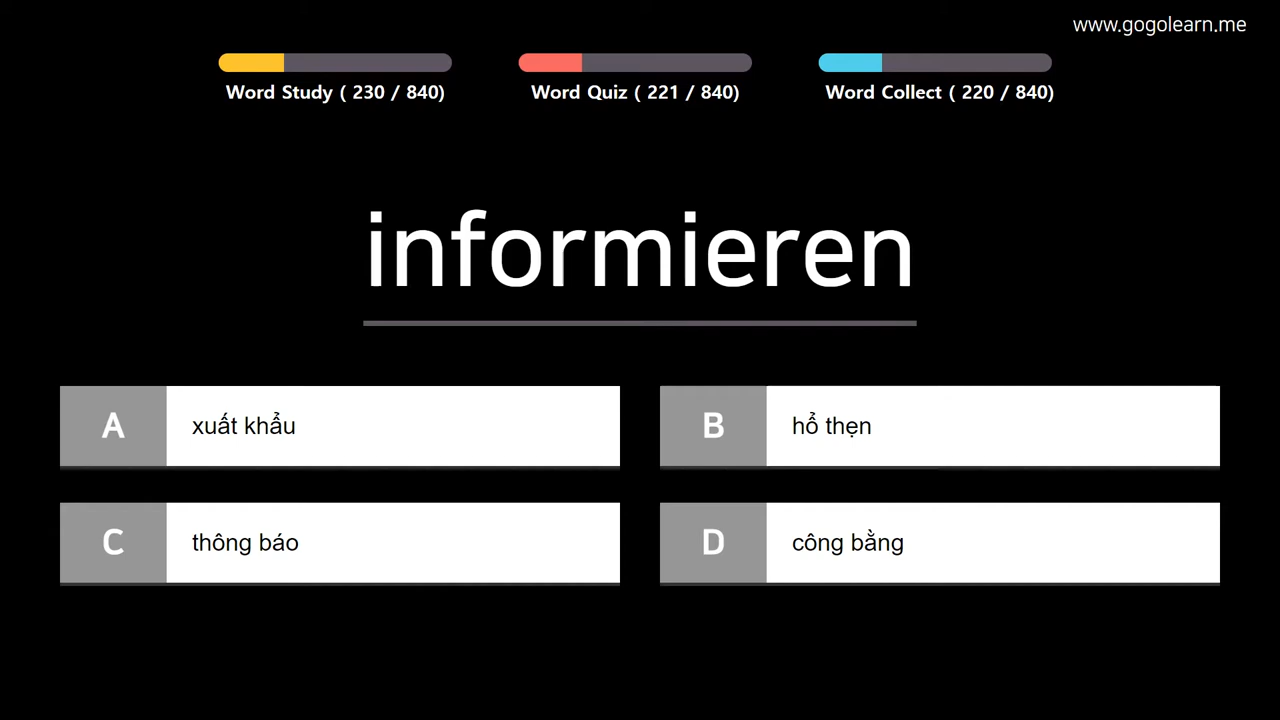 www.gogolearn.me
Word Study ( 230 / 840)
Word Quiz ( 221 / 840)
Word Collect ( 220 / 840)
informieren
A xuất khẩu
B hổ thẹn
C thông báo
D công bằng